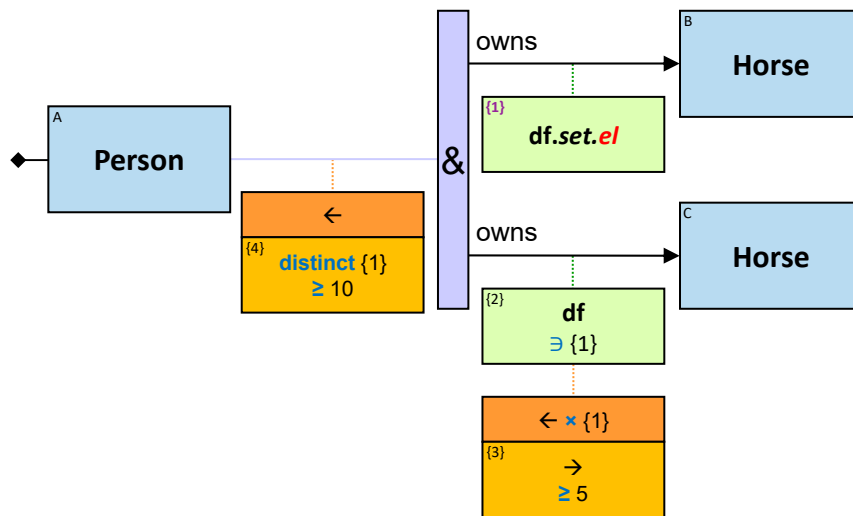 owns
B
Horse
{1}
df.set.el
A
Person
&
←
{4}
distinct {1}
≥ 10
owns
C
Horse
{2}
df
∋ {1}
← × {1}
{3}
→
≥ 5